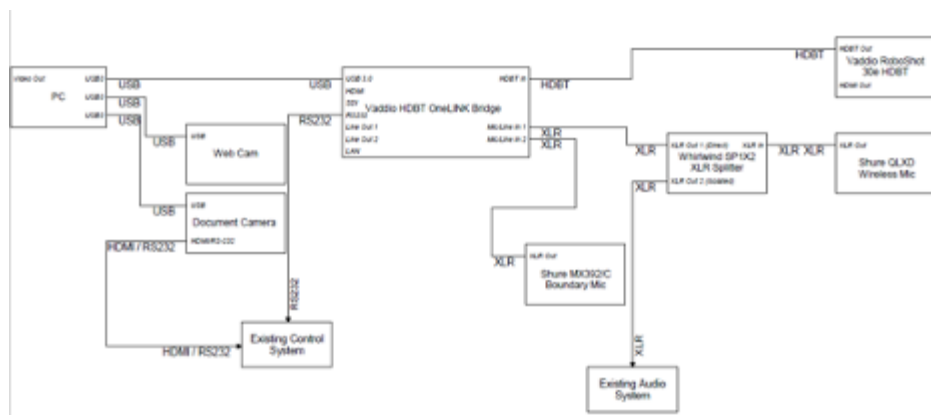 Video Out
USB3
USB3
USB3
PC
USB
USB
USB
USB
USB
Web Cam
USB
USB
Document Camera
HDMI/RS-232
HDMI / RS232
HDMI / RS232
RS232
Existing Control
System
USB
USB 3.0
HDMI
RS232
RS232
Line Out 1
Line Out 2
LAN
HDBT In
Vaddio HDBT OneLINK Bridge
Mic/Line In 1
Mic/Line In 2
HDBT
XLR
XLR
HDBT
HDBT Out
Vaddio RoboShot
30e HDBT
HDMI Out
XLR
XLR Out 1 (Direct)
XLR In
Whirlwind SP1X2
XLR Splitter
XLR Out 2 (Isolated)
XLR
XLR XLR
XLR Out
Shure QLXD
Wireless Mic
XLR
XLR Out
Shure MX392/C
Boundary Mic
XLR
Existing Audio
System